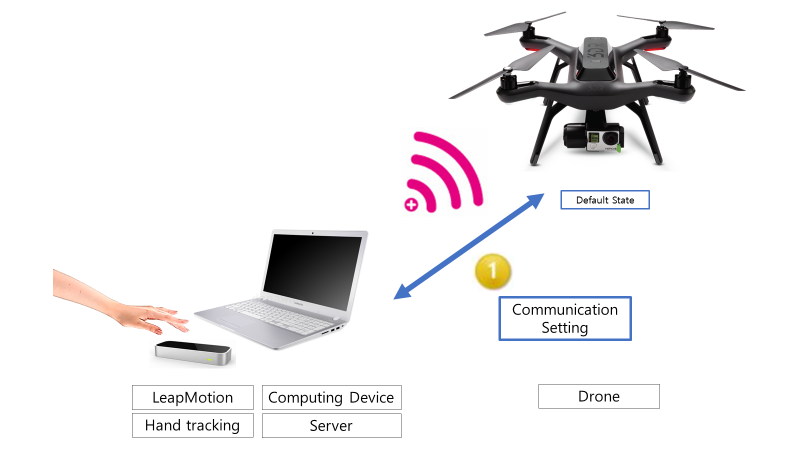 Default State
1
Communication
Setting
LeapMotion
Computing Device
Drone
Hand tracking
Server